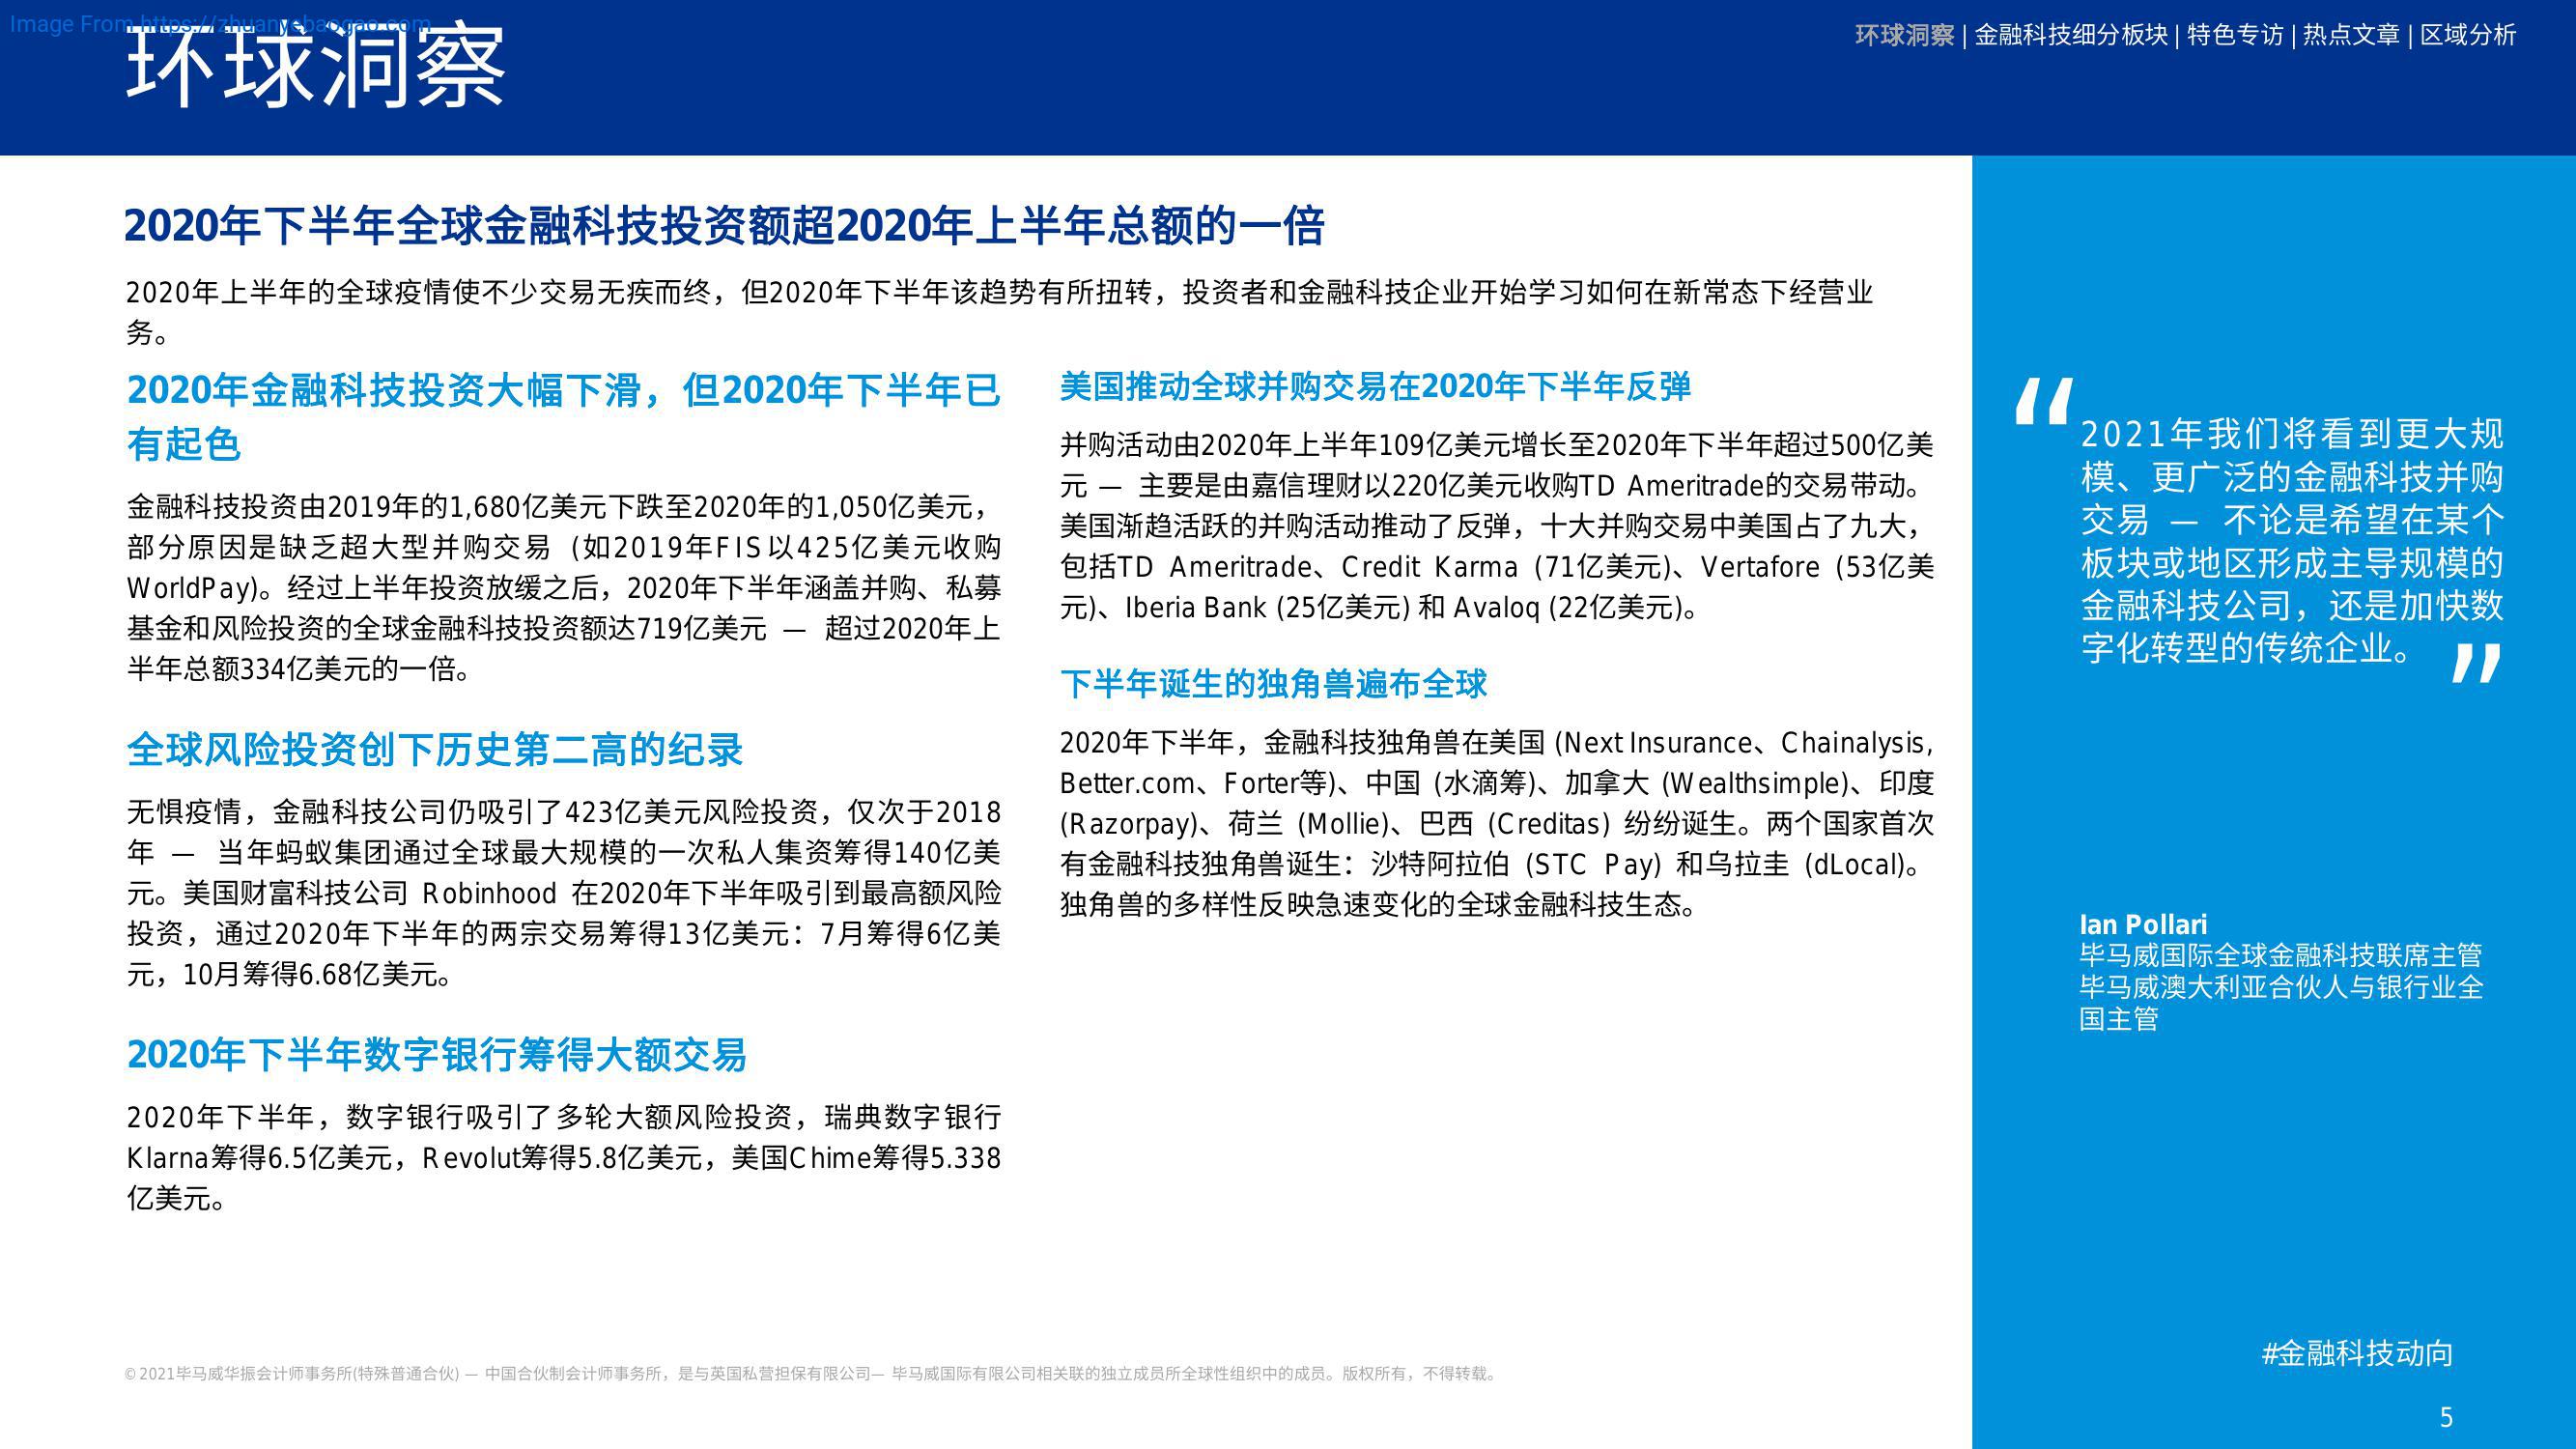 Image From https://zhuanyebaogao.com
环球洞察
环球洞察 | 金融科技细分板块 | 特色专访 | 热点文章 | 区域分析
2020年下半年全球金融科技投资额超2020年上半年总额的一倍
2020年上半年的全球疫情使不少交易无疾而终，但2020年下半年该趋势有所扭转，投资者和金融科技企业开始学习如何在新常态下经营业
务。
2020年金融科技投资大幅下滑，但2020年下半年已
有起色
金融科技投资由2019年的1,680亿美元下跌至2020年的1,050亿美元，
部分原因是缺乏超大型并购交易 (如2019年FIS以425亿美元收购
WorldPay)。经过上半年投资放缓之后，2020年下半年涵盖并购、私募
基金和风险投资的全球金融科技投资额达719亿美元 — 超过2020年上
半年总额334亿美元的一倍。
全球风险投资创下历史第二高的纪录
无惧疫情，金融科技公司仍吸引了423亿美元风险投资，仅次于2018
年 — 当年蚂蚁集团通过全球最大规模的一次私人集资筹得140亿美
元。美国财富科技公司 Robinhood 在2020年下半年吸引到最高额风险
投资，通过2020年下半年的两宗交易筹得13亿美元：7月筹得6亿美
元，10月筹得6.68亿美元。
2020年下半年数字银行筹得大额交易
2020年下半年，数字银行吸引了多轮大额风险投资，瑞典数字银行
Klarna筹得6.5亿美元，Revolut筹得5.8亿美元，美国Chime筹得5.338
亿美元。
美国推动全球并购交易在2020年下半年反弹
并购活动由2020年上半年109亿美元增长至2020年下半年超过500亿美
元 — 主要是由嘉信理财以220亿美元收购TD Ameritrade的交易带动。
美国渐趋活跃的并购活动推动了反弹，十大并购交易中美国占了九大，
包括TD Ameritrade、Credit Karma (71亿美元)、Vertafore (53亿美
元)、Iberia Bank (25亿美元) 和 Avaloq (22亿美元)。
下半年诞生的独角兽遍布全球
2020年下半年，金融科技独角兽在美国 (Next Insurance、Chainalysis,
Better.com、Forter等)、中国 (水滴筹)、加拿大 (Wealthsimple)、印度
(Razorpay)、荷兰 (Mollie)、巴西 (Creditas) 纷纷诞生。两个国家首次
有金融科技独角兽诞生：沙特阿拉伯 (STC Pay) 和乌拉圭 (dLocal)。
独角兽的多样性反映急速变化的全球金融科技生态。
“2021年我们将看到更大规
模、更广泛的金融科技并购
交易 — 不论是希望在某个
板块或地区形成主导规模的
金融科技公司，还是加快数
字化转型的传统企业。”
Ian Pollari
毕马威国际全球金融科技联席主管
毕马威澳大利亚合伙人与银行业全
国主管
#金融科技动向
©2021毕马威华振会计师事务所(特殊普通合伙) — 中国合伙制会计师事务所，是与英国私营担保有限公司— 毕马威国际有限公司相关联的独立成员所全球性组织中的成员。版权所有，不得转载。
5